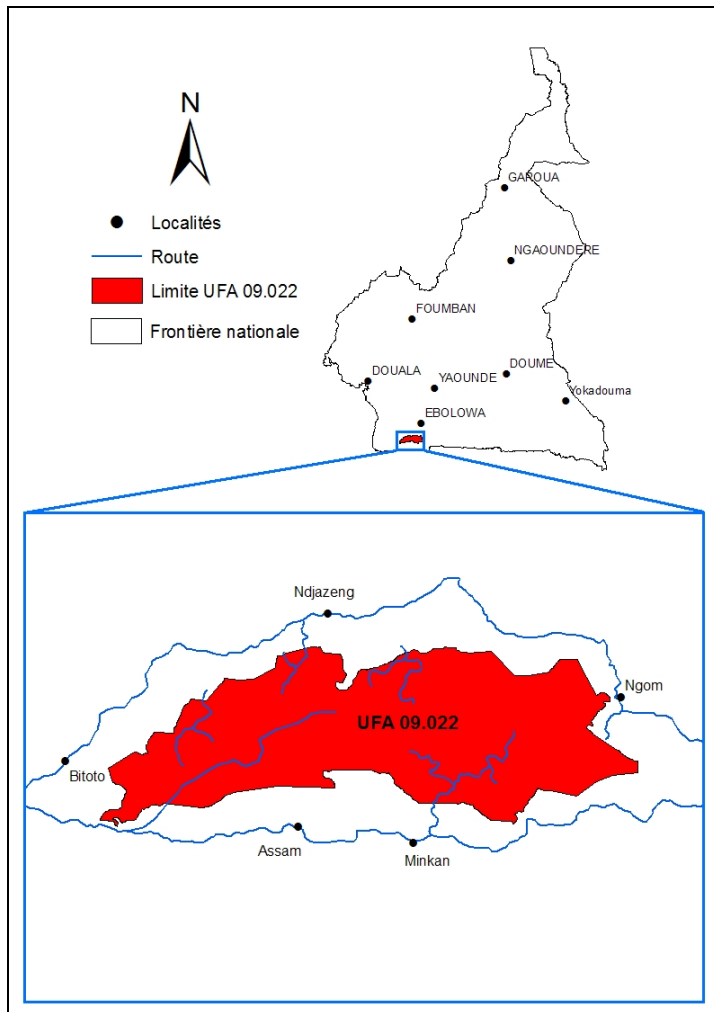 N
Localités
Route
Limite UFA 09.022
Frontière nationale
GAROUA
NGAOUNDERE
FOUMBAN
DOUALA
YAOUNDE
DOUME
Yokadouma
EBOLOWA
Ndjazeng
Ngom
UFA 09.022
Bitoto
Assam
Minkan